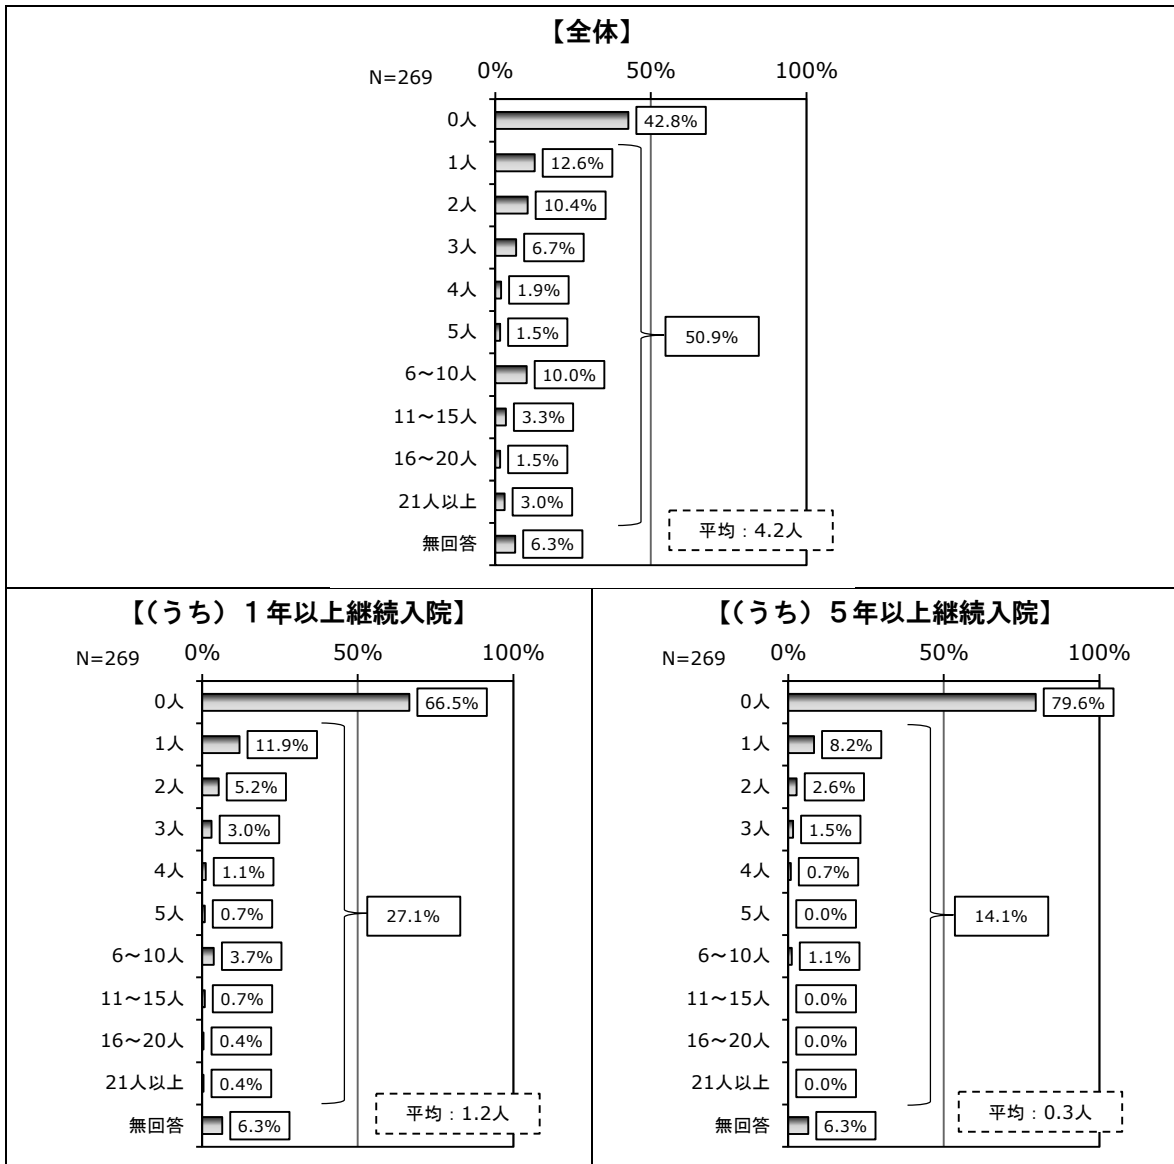 【全体】
N=269 0% 50% 100%
0人 42.8%
1人 12.6%
2人 10.4%
3人 6.7%
4人 1.9%
5人 1.5%
50.9%
6～10人 10.0%
11～15人 3.3%
16～20人 1.5%
21人以上 3.0%
平均：4.2人
無回答 6.3%
【（うち）１年以上継続入院】
N=269 0% 50% 100%
0人 66.5%
1人 11.9%
2人 5.2%
3人 3.0%
4人 1.1%
5人 0.7%
27.1%
6～10人 3.7%
11～15人 0.7%
16～20人 0.4%
21人以上 0.4%
平均：1.2人
無回答 6.3%
【（うち）５年以上継続入院】
N=269 0% 50% 100%
0人 79.6%
1人 8.2%
2人 2.6%
3人 1.5%
4人 0.7%
5人 0.0%
14.1%
6～10人 1.1%
11～15人 0.0%
16～20人 0.0%
21人以上 0.0%
平均：0.3人
無回答 6.3%